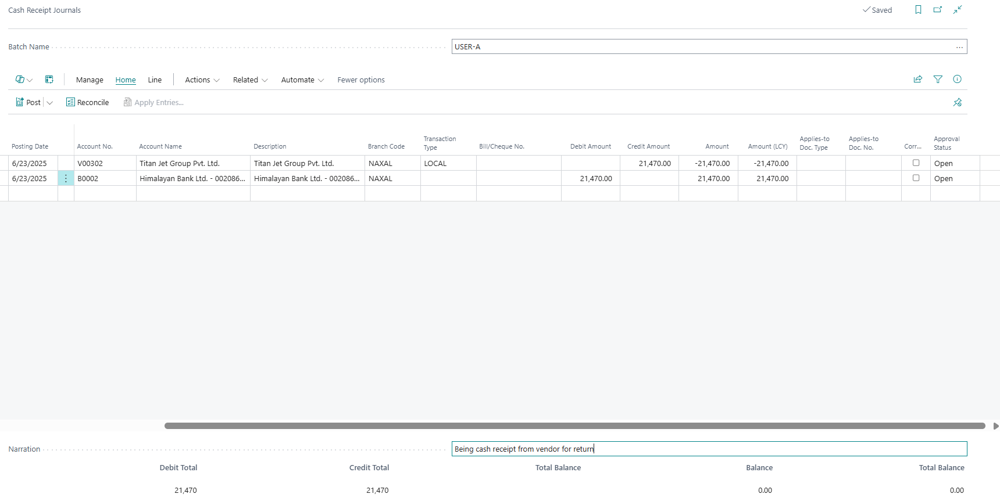 Cash Receipt Journals
Saved
Batch Name
USER-A
...
Manage Home Line Actions Related Automate Fewer options
Post Reconcile Apply Entries...
Posting Date Account No. Account Name Description Branch Code Transaction Type Bill/Cheque No. Debit Amount Credit Amount Amount Amount (LCY) Applies-to Doc. Type Applies-to Doc. No. Corr... Approval Status
6/23/2025 V00302 Titan Jet Group Pvt. Ltd. Titan Jet Group Pvt. Ltd. NAXAL LOCAL 21,470.00 -21,470.00 -21,470.00 Open
6/23/2025 B0002 Himalayan Bank Ltd. - 002086... Himalayan Bank Ltd. - 002086... NAXAL 21,470.00 21,470.00 21,470.00 Open
Narration
Being cash receipt from vendor for return
Debit Total Credit Total Total Balance Balance Total Balance
21,470 21,470 0.00 0.00